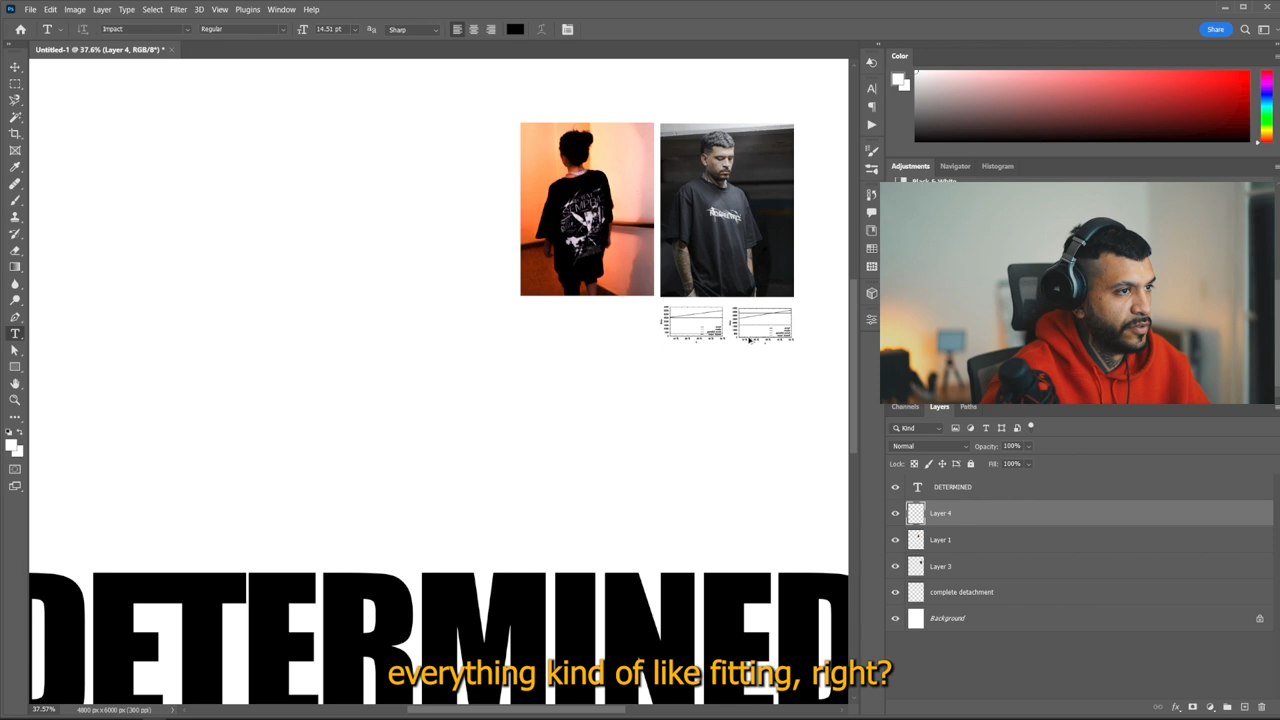 File Edit Image Layer Type Select Filter 3D View Plugins Window Help
Impact Regular 14.51 pt Sharp Share
Untitled-1 @ 37.6% (Layer 4, RGB/8*) *
Color
Adjustments Navigator Histogram
Black & White
Channels Layers Paths
Kind
Normal Opacity: 100%
Lock: Fill: 100%
DETERMINED
Layer 4
Layer 1
Layer 3
complete detachment
Background
DETERMINED
everything kind of like fitting, right?
37.57% 4800 px x 6000 px (300 ppi)